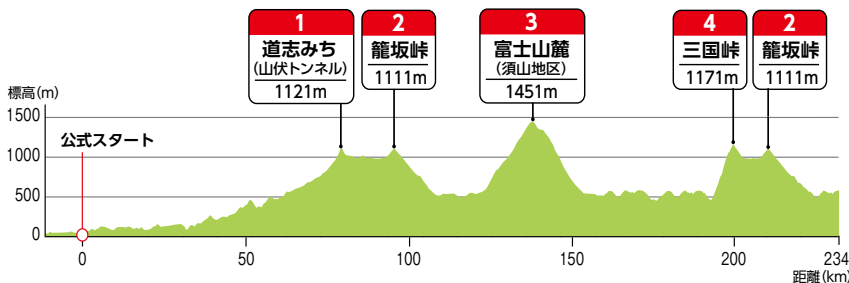 1
道志みち
(山伏トンネル)
1121m
2
籠坂峠
1111m
3
富士山麓
(須山地区)
1451m
4
三国峠
1171m
2
籠坂峠
1111m
標高(m)
1500
1000
500
0
公式スタート
0
50
100
150
200
234
距離(km)